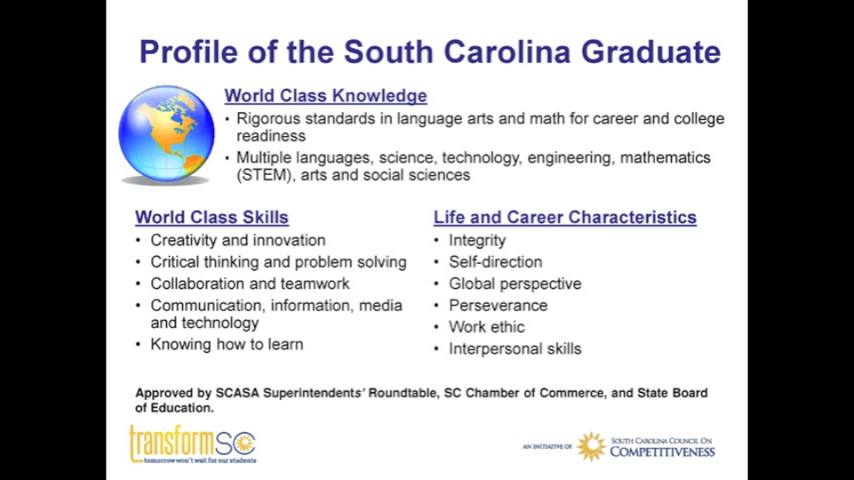 Profile of the South Carolina Graduate
World Class Knowledge
• Rigorous standards in language arts and math for career and college
readiness
• Multiple languages, science, technology, engineering, mathematics
(STEM), arts and social sciences
World Class Skills
• Creativity and innovation
• Critical thinking and problem solving
• Collaboration and teamwork
• Communication, information, media
and technology
• Knowing how to learn
Life and Career Characteristics
• Integrity
• Self-direction
• Global perspective
• Perseverance
• Work ethic
• Interpersonal skills
Approved by SCASA Superintendents' Roundtable, SC Chamber of Commerce, and State Board
of Education.
transformSC
tomorrow won't wait for our students
AN INITIATIVE OF
SOUTH CAROLINA COUNCIL ON
COMPETITIVENESS